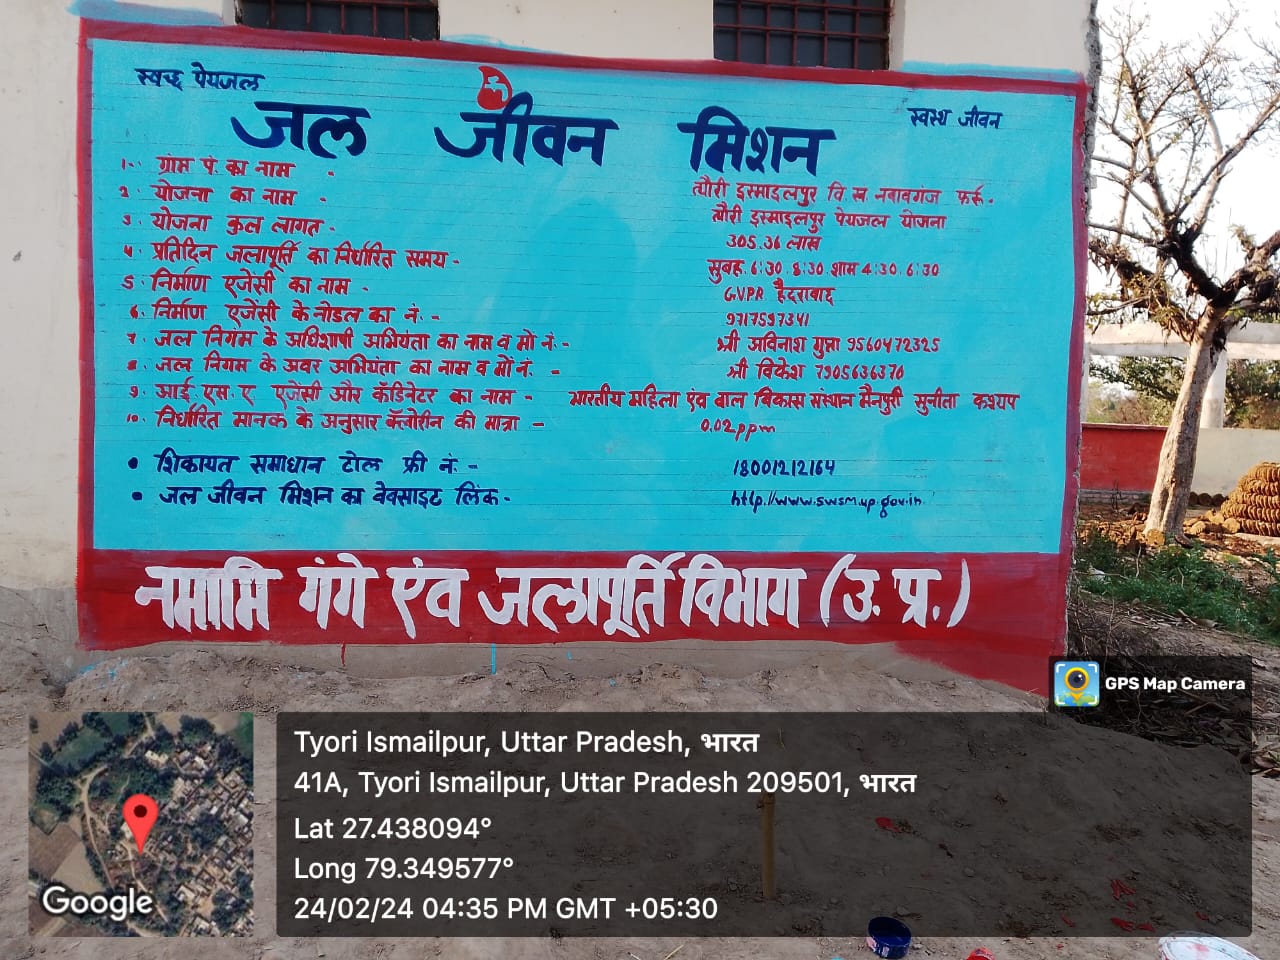 स्वच्छ पेयजल
स्वस्थ जीवन
जल जीवन मिशन
1- ग्राम पं. का नाम - त्यौरी इस्माइलपुर वि. ख. नवाबगंज फर्रु.
2. योजना का नाम - त्यौरी इस्माइलपुर पेयजल योजना
3. योजना कुल लागत - 305.36 लाख
4. प्रतिदिन जलापूर्ति का निर्धारित समय - सुबह 6:30. 8:30. शाम 4:30. 6:30
5. निर्माण एजेंसी का नाम - G.V.P.R. हैदराबाद
6. निर्माण एजेंसी के नोडल का नं. - 9717597341
7. जल निगम के अधिशाषी अभियंता का नाम व मो नं. - श्री अविनाश गुप्ता 9560472325
8. जल निगम के अवर अभियंता का नाम व मों नं. - श्री विकेश 7905636370
9. आई. एस. ए एजेंसी और कॅडिनेटर का नाम - भारतीय महिला एंव बाल विकास संस्थान मैनपुरी सुनीता कश्यप
10. निर्धारित मानक के अनुसार क्लोरीन की मात्रा - 0.02ppm
• शिकायत समाधान टोल फ्री नं. - 18001212164
• जल जीवन मिशन का वेवसाइट लिंक - http.//www.swsm.up.gov.in
नमामि गंगे एंव जलापूर्ति विभाग (उ. प्र.)
GPS Map Camera
Tyori Ismailpur, Uttar Pradesh, भारत
41A, Tyori Ismailpur, Uttar Pradesh 209501, भारत
Lat 27.438094°
Long 79.349577°
24/02/24 04:35 PM GMT +05:30
Google